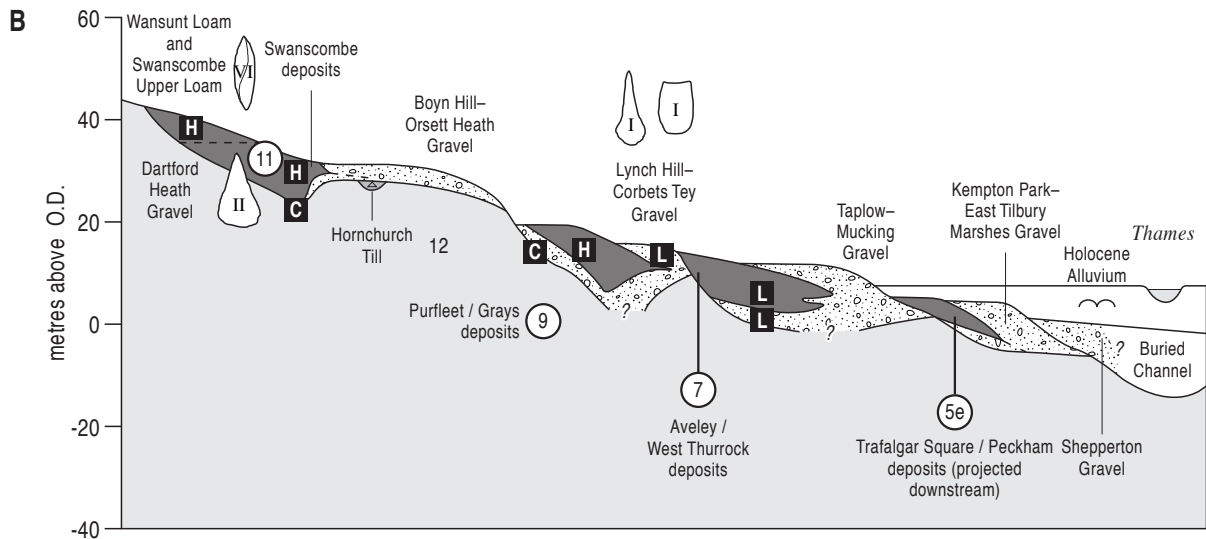 B
60
40
20
0
-20
-40
metres above O.D.
Wansunt Loam
and
Swanscombe
Upper Loam
VI
Swanscombe
deposits
H
11
H
C
Dartford
Heath
Gravel
II
Boyn Hill–
Orsett Heath
Gravel
Hornchurch
Till
12
I
I
Lynch Hill–
Corbets Tey
Gravel
C
H
L
?
Purfleet / Grays
deposits
9
L
L
?
7
Aveley /
West Thurrock
deposits
Taplow–
Mucking
Gravel
Kempton Park–
East Tilbury
Marshes Gravel
5e
Trafalgar Square / Peckham
deposits (projected
downstream)
Thames
Holocene
Alluvium
?
Buried
Channel
Shepperton
Gravel